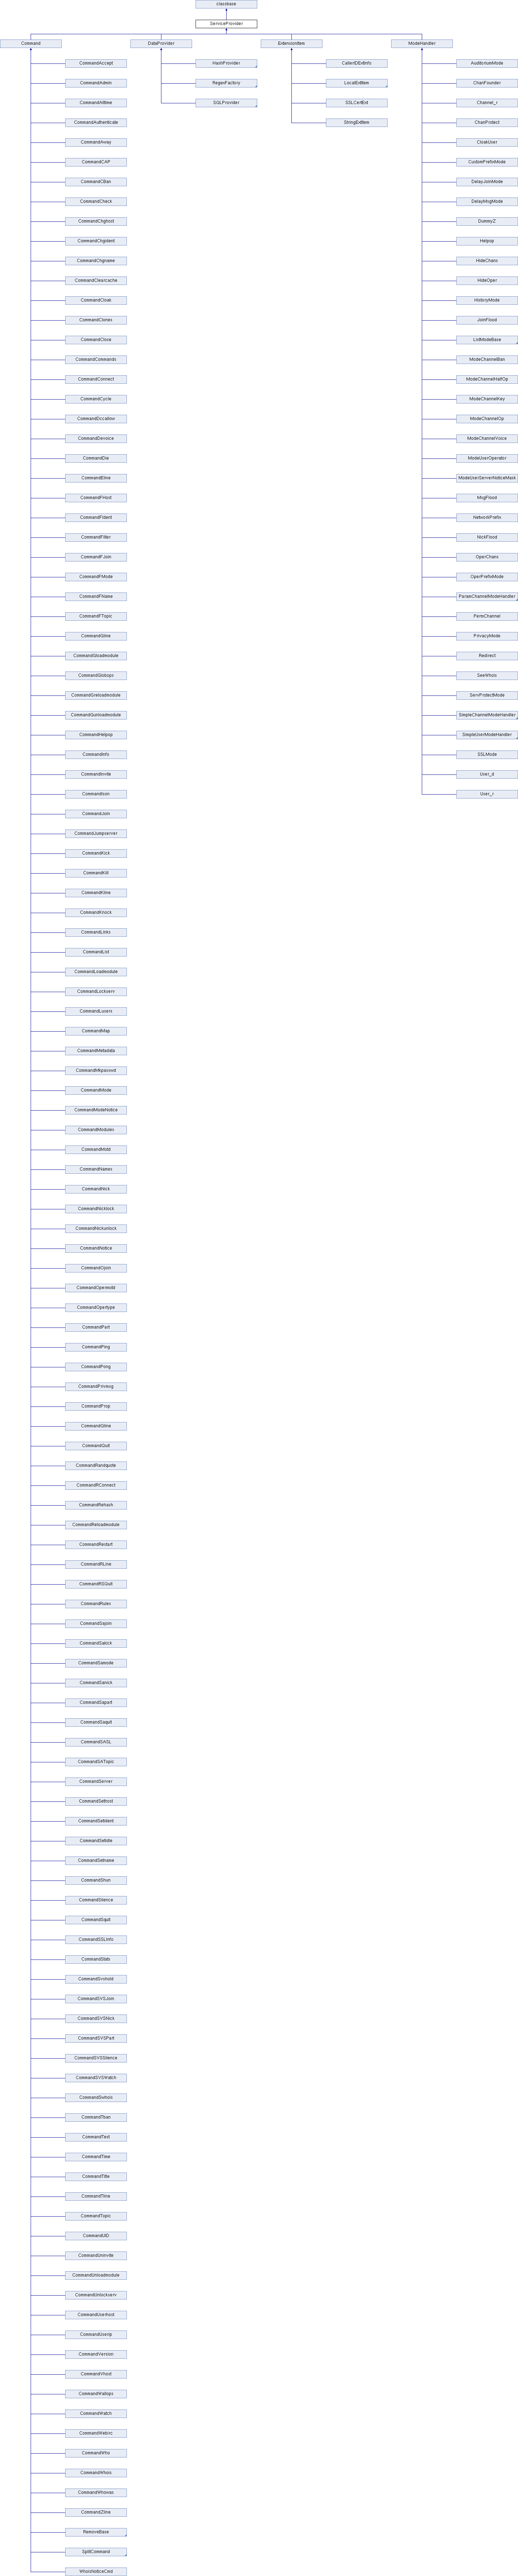 classbase
ServiceProvider
Command
DataProvider
ExtensionItem
ModeHandler
CommandAccept
CommandAdmin
CommandAlltime
CommandAuthenticate
CommandAway
CommandCAP
CommandCBan
CommandCheck
CommandChghost
CommandChgident
CommandChgname
CommandClearcache
CommandCloak
CommandClones
CommandClose
CommandCommands
CommandConnect
CommandCycle
CommandDccallow
CommandDevoice
CommandDie
CommandEline
CommandFHost
CommandFIdent
CommandFilter
CommandFJoin
CommandFMode
CommandFName
CommandFTopic
CommandGline
CommandGloadmodule
CommandGlobops
CommandGreloadmodule
CommandGunloadmodule
CommandHelpop
CommandInfo
CommandInvite
CommandIson
CommandJoin
CommandJumpserver
CommandKick
CommandKill
CommandKline
CommandKnock
CommandLinks
CommandList
CommandLoadmodule
CommandLockserv
CommandLusers
CommandMap
CommandMetadata
CommandMkpasswd
CommandMode
CommandModeNotice
CommandModules
CommandMotd
CommandNames
CommandNick
CommandNicklock
CommandNickunlock
CommandNotice
CommandOjoin
CommandOpermotd
CommandOpertype
CommandPart
CommandPing
CommandPong
CommandPrivmsg
CommandProp
CommandQline
CommandQuit
CommandRandquote
CommandRConnect
CommandRehash
CommandReloadmodule
CommandRestart
CommandRLine
CommandRSQuit
CommandRules
CommandSajoin
CommandSakick
CommandSamode
CommandSanick
CommandSapart
CommandSaquit
CommandSASL
CommandSATopic
CommandServer
CommandSethost
CommandSetident
CommandSetidle
CommandSetname
CommandShun
CommandSilence
CommandSquit
CommandSSLInfo
CommandStats
CommandSvshold
CommandSVSJoin
CommandSVSNick
CommandSVSPart
CommandSVSSilence
CommandSVSWatch
CommandSwhois
CommandTban
CommandTest
CommandTime
CommandTitle
CommandTline
CommandTopic
CommandUID
CommandUninvite
CommandUnloadmodule
CommandUnlockserv
CommandUserhost
CommandUserip
CommandVersion
CommandVhost
CommandWallops
CommandWatch
CommandWebirc
CommandWho
CommandWhois
CommandWhowas
CommandZline
RemoveBase
SplitCommand
WhoisNoticeCmd
HashProvider
RegexFactory
SQLProvider
CallerIDExtInfo
LocalExtItem
SSLCertExt
StringExtItem
AuditoriumMode
ChanFounder
Channel_r
ChanProtect
CloakUser
CustomPrefixMode
DelayJoinMode
DelayMsgMode
DummyZ
Helpop
HideChans
HideOper
HistoryMode
JoinFlood
ListModeBase
ModeChannelBan
ModeChannelHalfOp
ModeChannelKey
ModeChannelOp
ModeChannelVoice
ModeUserOperator
ModeUserServerNoticeMask
MsgFlood
NetworkPrefix
NickFlood
OperChans
OperPrefixMode
ParamChannelModeHandler
PermChannel
PrivacyMode
Redirect
SeeWhois
ServProtectMode
SimpleChannelModeHandler
SimpleUserModeHandler
SSLMode
User_d
User_r